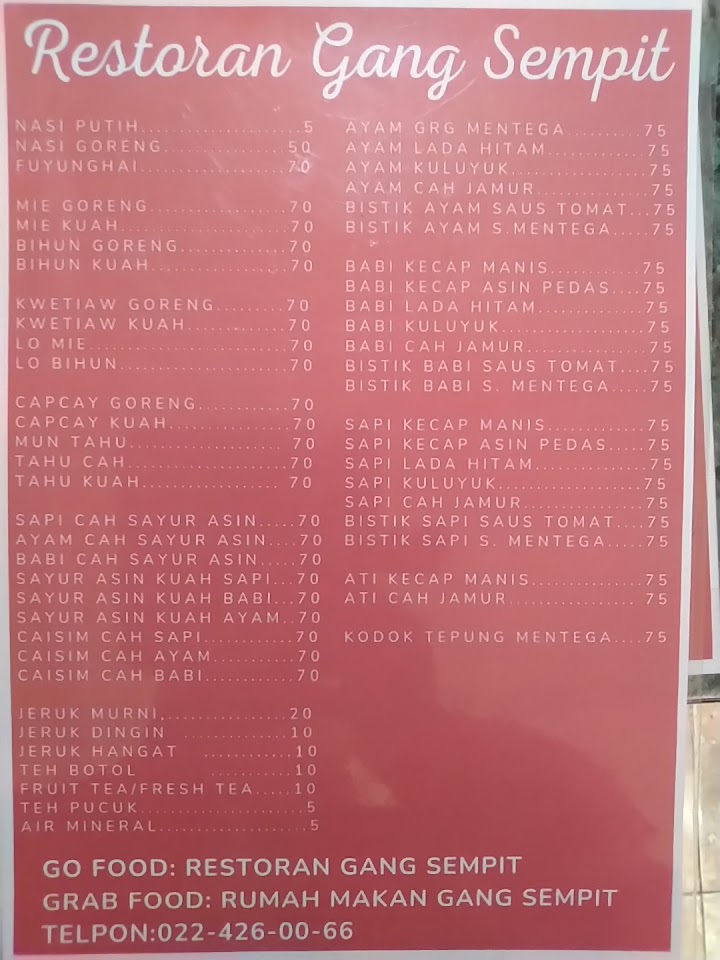 Restoran Gang Sempit
NASI PUTIH.................5
NASI GORENG.............50
FUYUNGHAI...............70
MIE GORENG..............70
MIE KUAH.................70
BIHUN GORENG...........70
BIHUN KUAH..............70
KWETIAW GORENG.........70
KWETIAW KUAH...........70
LO MIE....................70
LO BIHUN.................70
CAPCAY GORENG...........70
CAPCAY KUAH.............70
MUN TAHU................70
TAHU CAH................70
TAHU KUAH...............70
SAPI CAH SAYUR ASIN.....70
AYAM CAH SAYUR ASIN....70
BABI CAH SAYUR ASIN.....70
SAYUR ASIN KUAH SAPI...70
SAYUR ASIN KUAH BABI...70
SAYUR ASIN KUAH AYAM..70
CAISIM CAH SAPI...........70
CAISIM CAH AYAM..........70
CAISIM CAH BABI...........70
JERUK MURNI...............20
JERUK DINGIN ............10
JERUK HANGAT ...........10
TEH BOTOL ...........10
FRUIT TEA/FRESH TEA.....10
TEH PUCUK.................5
AIR MINERAL................5
AYAM GRG MENTEGA..........75
AYAM LADA HITAM............75
AYAM KULUYUK................75
AYAM CAH JAMUR.............75
BISTIK AYAM SAUS TOMAT...75
BISTIK AYAM S.MENTEGA.....75
BABI KECAP MANIS............75
BABI KECAP ASIN PEDAS....75
BABI LADA HITAM.............75
BABI KULUYUK.................75
BABI CAH JAMUR..............75
BISTIK BABI SAUS TOMAT....75
BISTIK BABI S. MENTEGA....75
SAPI KECAP MANIS............75
SAPI KECAP ASIN PEDAS.....75
SAPI LADA HITAM.............75
SAPI KULUYUK.................75
SAPI CAH JAMUR..............75
BISTIK SAPI SAUS TOMAT....75
BISTIK SAPI S. MENTEGA.....75
ATI KECAP MANIS.............75
ATI CAH JAMUR............... 75
KODOK TEPUNG MENTEGA....75
GO FOOD: RESTORAN GANG SEMPIT
GRAB FOOD: RUMAH MAKAN GANG SEMPIT
TELPON:022-426-00-66